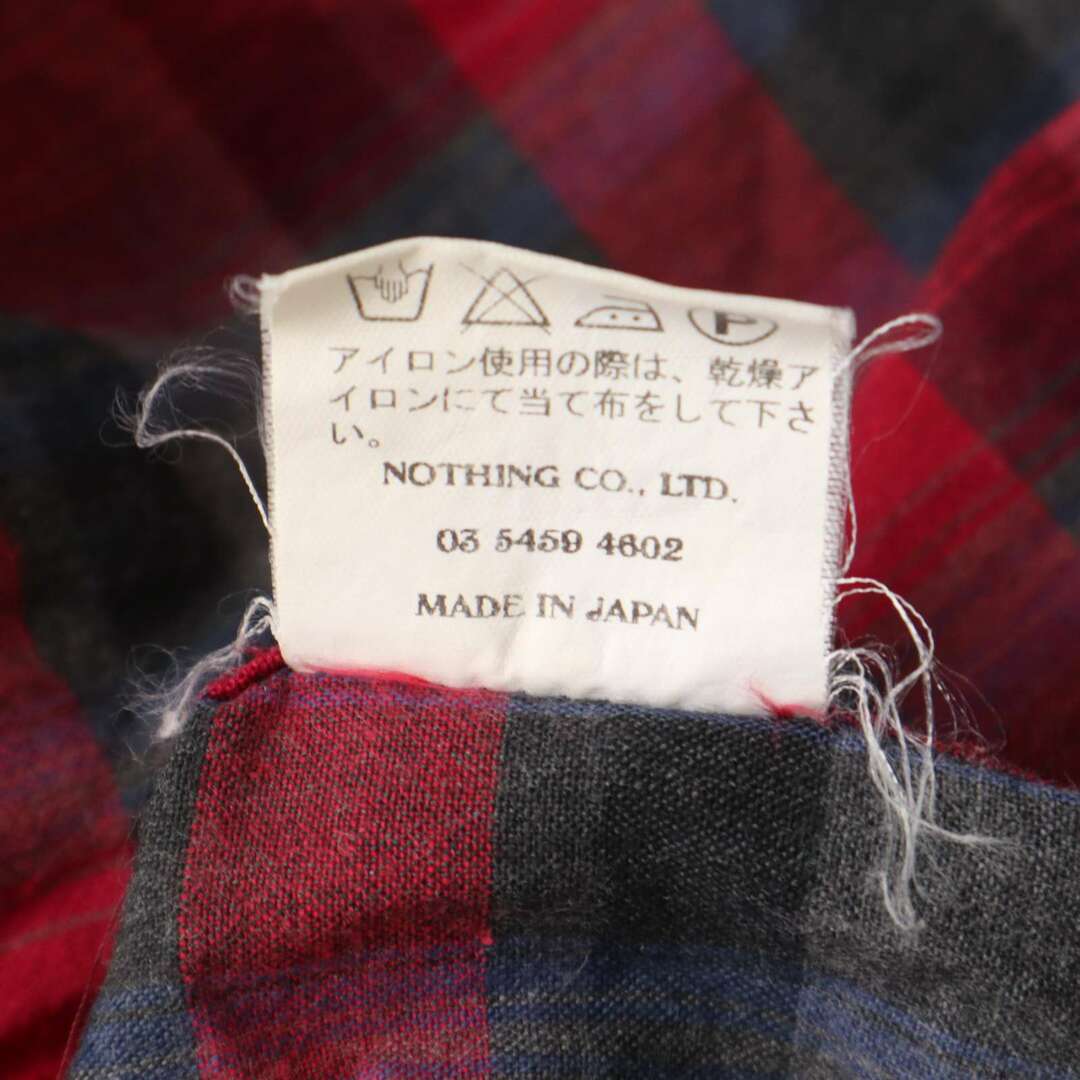 P
アイロン使用の際は、乾燥ア
イロンにて当て布をして下さ
い。
NOTHING CO., LTD.
03 5459 4602
MADE IN JAPAN